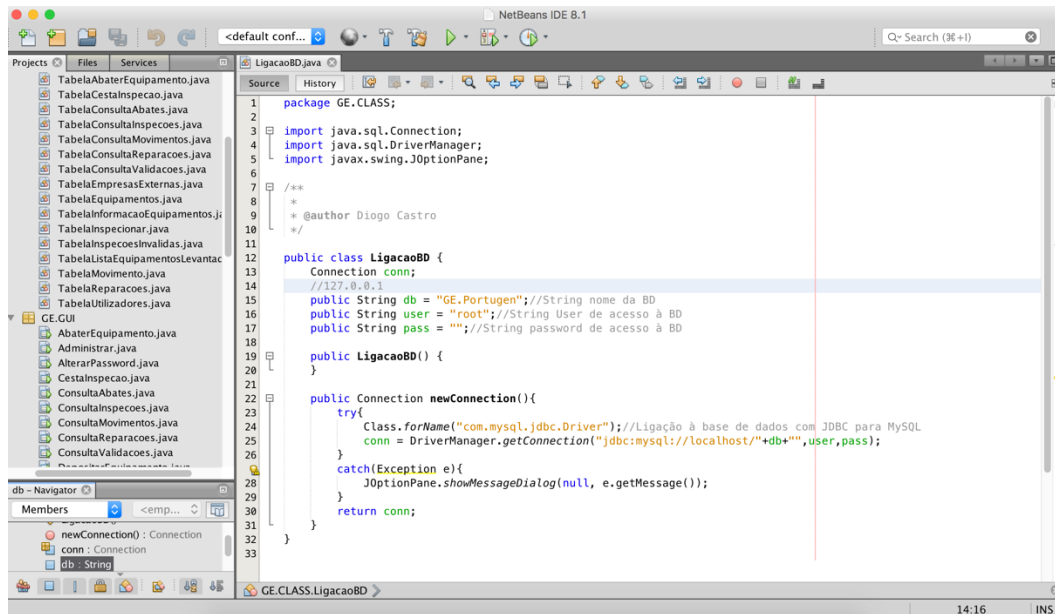 NetBeans IDE 8.1
<default conf...
Search (⌘+I)
Projects
Files
Services
TabelaAbaterEquipamento.java
TabelaCestaInspecao.java
TabelaConsultaAbates.java
TabelaConsultaInspecoes.java
TabelaConsultaMovimentos.java
TabelaConsultaReparacoes.java
TabelaConsultaValidacoes.java
TabelaEmpresasExternas.java
TabelaEquipamentos.java
TabelaInformacaoEquipamentos.ja
TabelaInspecionar.java
TabelaInspecoesInvalidas.java
TabelaListaEquipamentosLevantac
TabelaMovimento.java
TabelaReparacoes.java
TabelaUtilizadores.java
GE.GUI
AbaterEquipamento.java
Administrar.java
AlterarPassword.java
CestaInspecao.java
ConsultaAbates.java
ConsultaInspecoes.java
ConsultaMovimentos.java
ConsultaReparacoes.java
ConsultaValidacoes.java
db - Navigator
Members
<emp...
newConnection() : Connection
conn : Connection
db : String
LigacaoBD.java
Source
History
1 package GE.CLASS;
2
3 import java.sql.Connection;
4 import java.sql.DriverManager;
5 import javax.swing.JOptionPane;
6
7 /**
8 *
9 * @author Diogo Castro
10 */
11
12 public class LigacaoBD {
13 Connection conn;
14 //127.0.0.1
15 public String db = "GE.Portugen";//String nome da BD
16 public String user = "root";//String User de acesso à BD
17 public String pass = "";//String password de acesso à BD
18
19 public LigacaoBD() {
20 }
21
22 public Connection newConnection(){
23 try{
24 Class.forName("com.mysql.jdbc.Driver");//Ligação à base de dados com JDBC para MySQL
25 conn = DriverManager.getConnection("jdbc:mysql://localhost/"+db+"",user,pass);
26 }
catch(Exception e){
28 JOptionPane.showMessageDialog(null, e.getMessage());
29 }
30 return conn;
31 }
32 }
33
GE.CLASS.LigacaoBD
14:16
INS